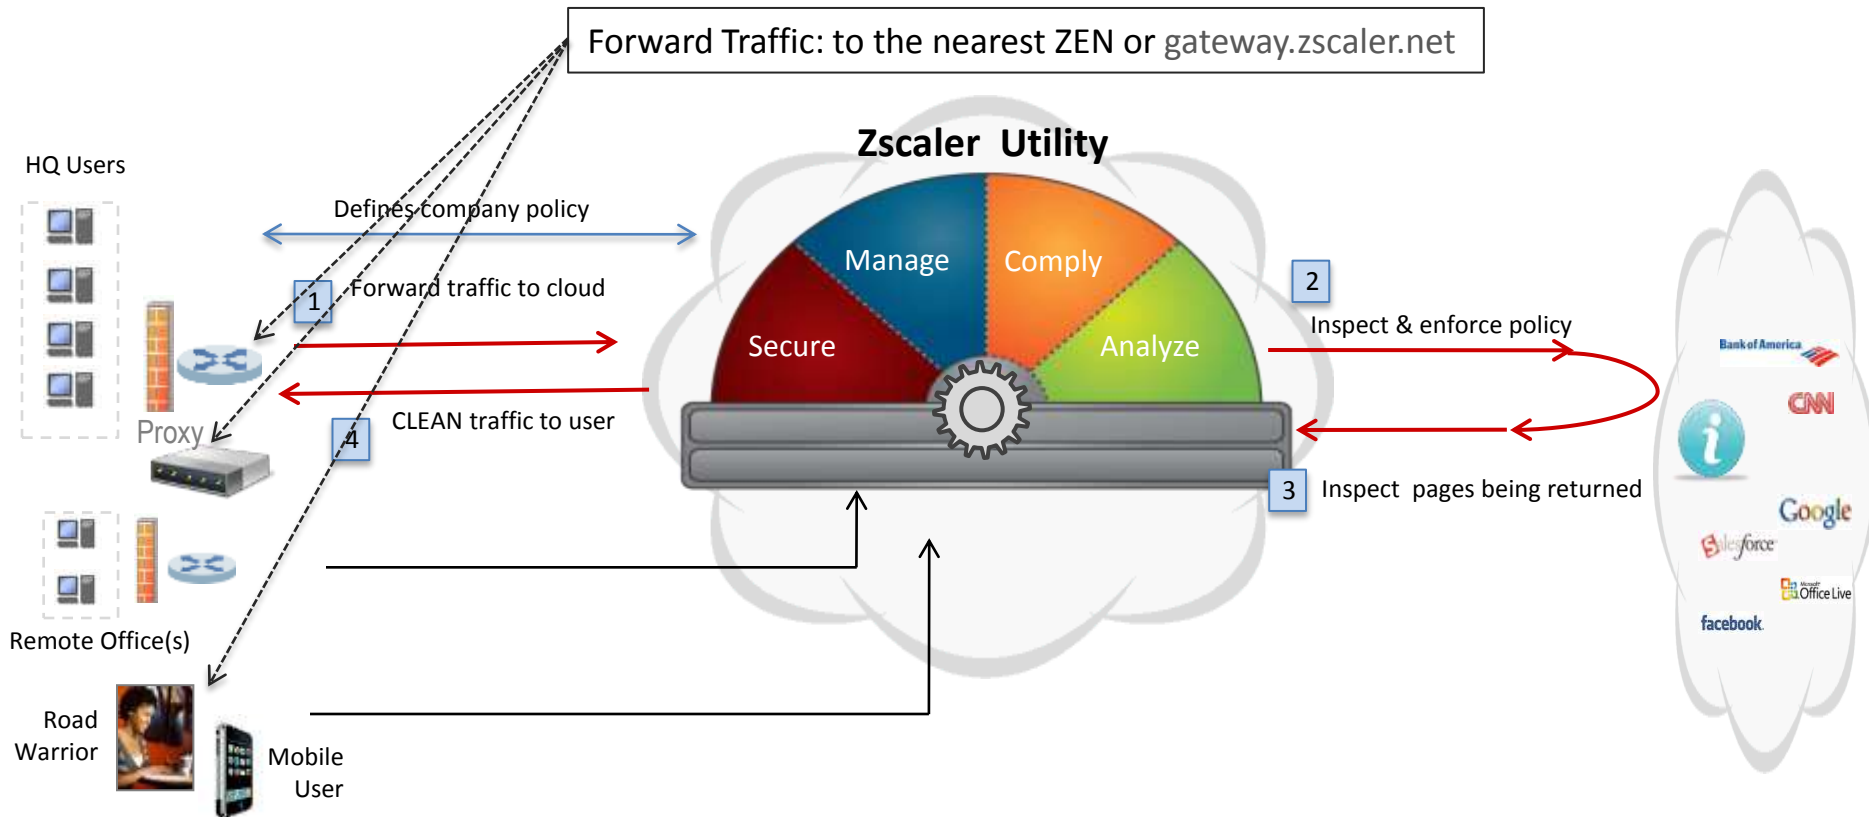 Forward Traffic: to the nearest ZEN or gateway.zscaler.net
Zscaler Utility
HQ Users
Defines company policy
Manage
Comply
Secure
Analyze
1
Forward traffic to cloud
2
Inspect & enforce policy
Bank of America
CNN
i
Proxy
4
CLEAN traffic to user
3
Inspect pages being returned
Google
salesforce
Microsoft
Office Live
facebook
Remote Office(s)
Road
Warrior
Mobile
User